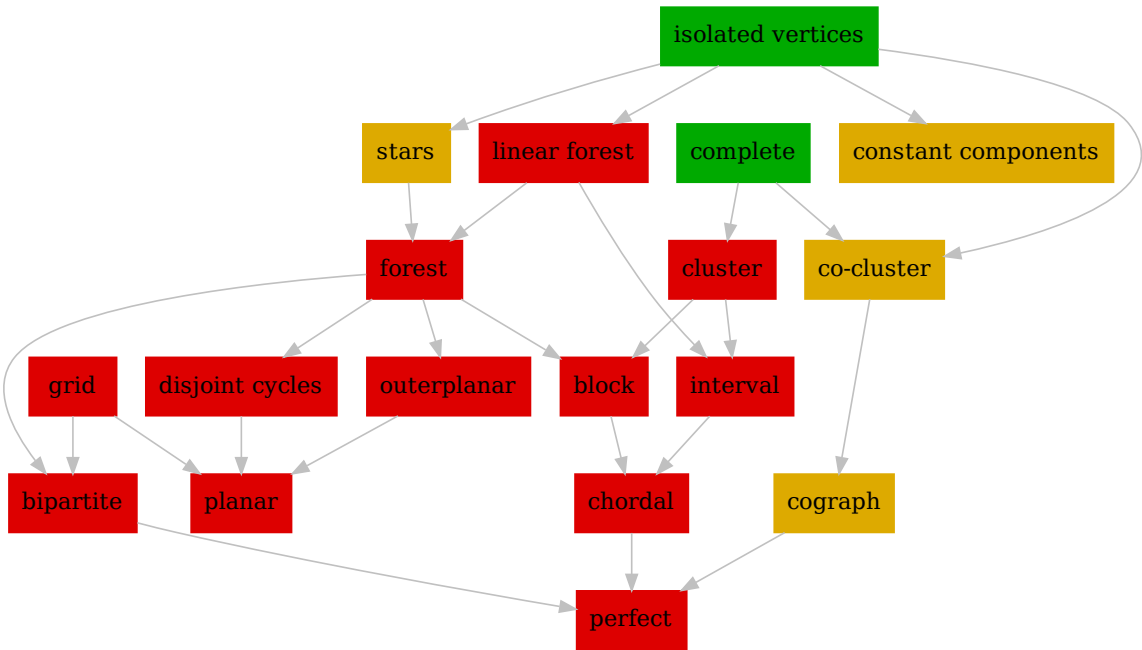 isolated vertices
stars
linear forest
complete
constant components
forest
cluster
co-cluster
grid
disjoint cycles
outerplanar
block
interval
bipartite
planar
chordal
cograph
perfect